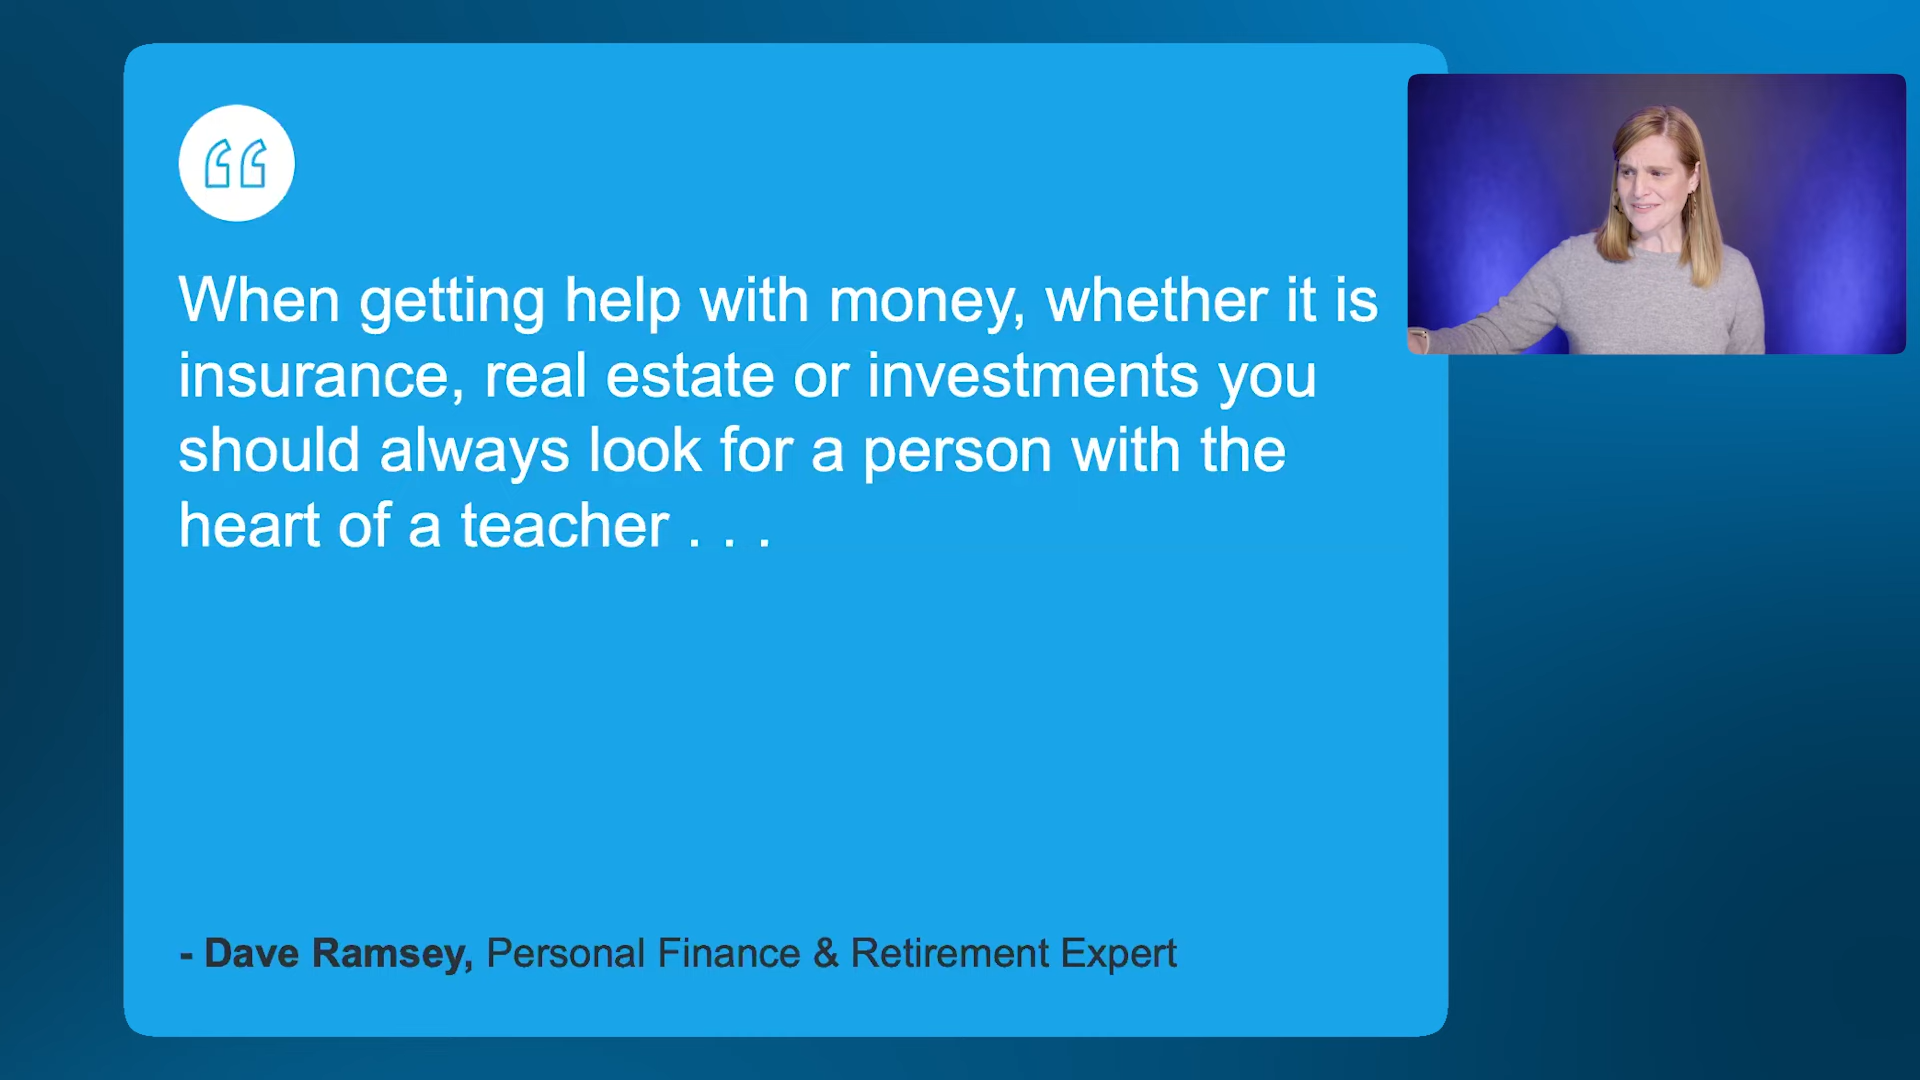 When getting help with money, whether it is
insurance, real estate or investments you
should always look for a person with the
heart of a teacher . . .
- Dave Ramsey, Personal Finance & Retirement Expert